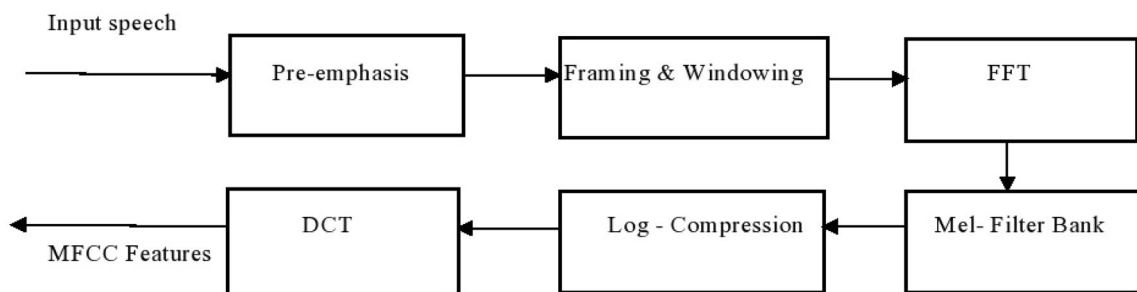 Input speech
Pre-emphasis
Framing & Windowing
FFT
Mel- Filter Bank
Log - Compression
DCT
MFCC Features